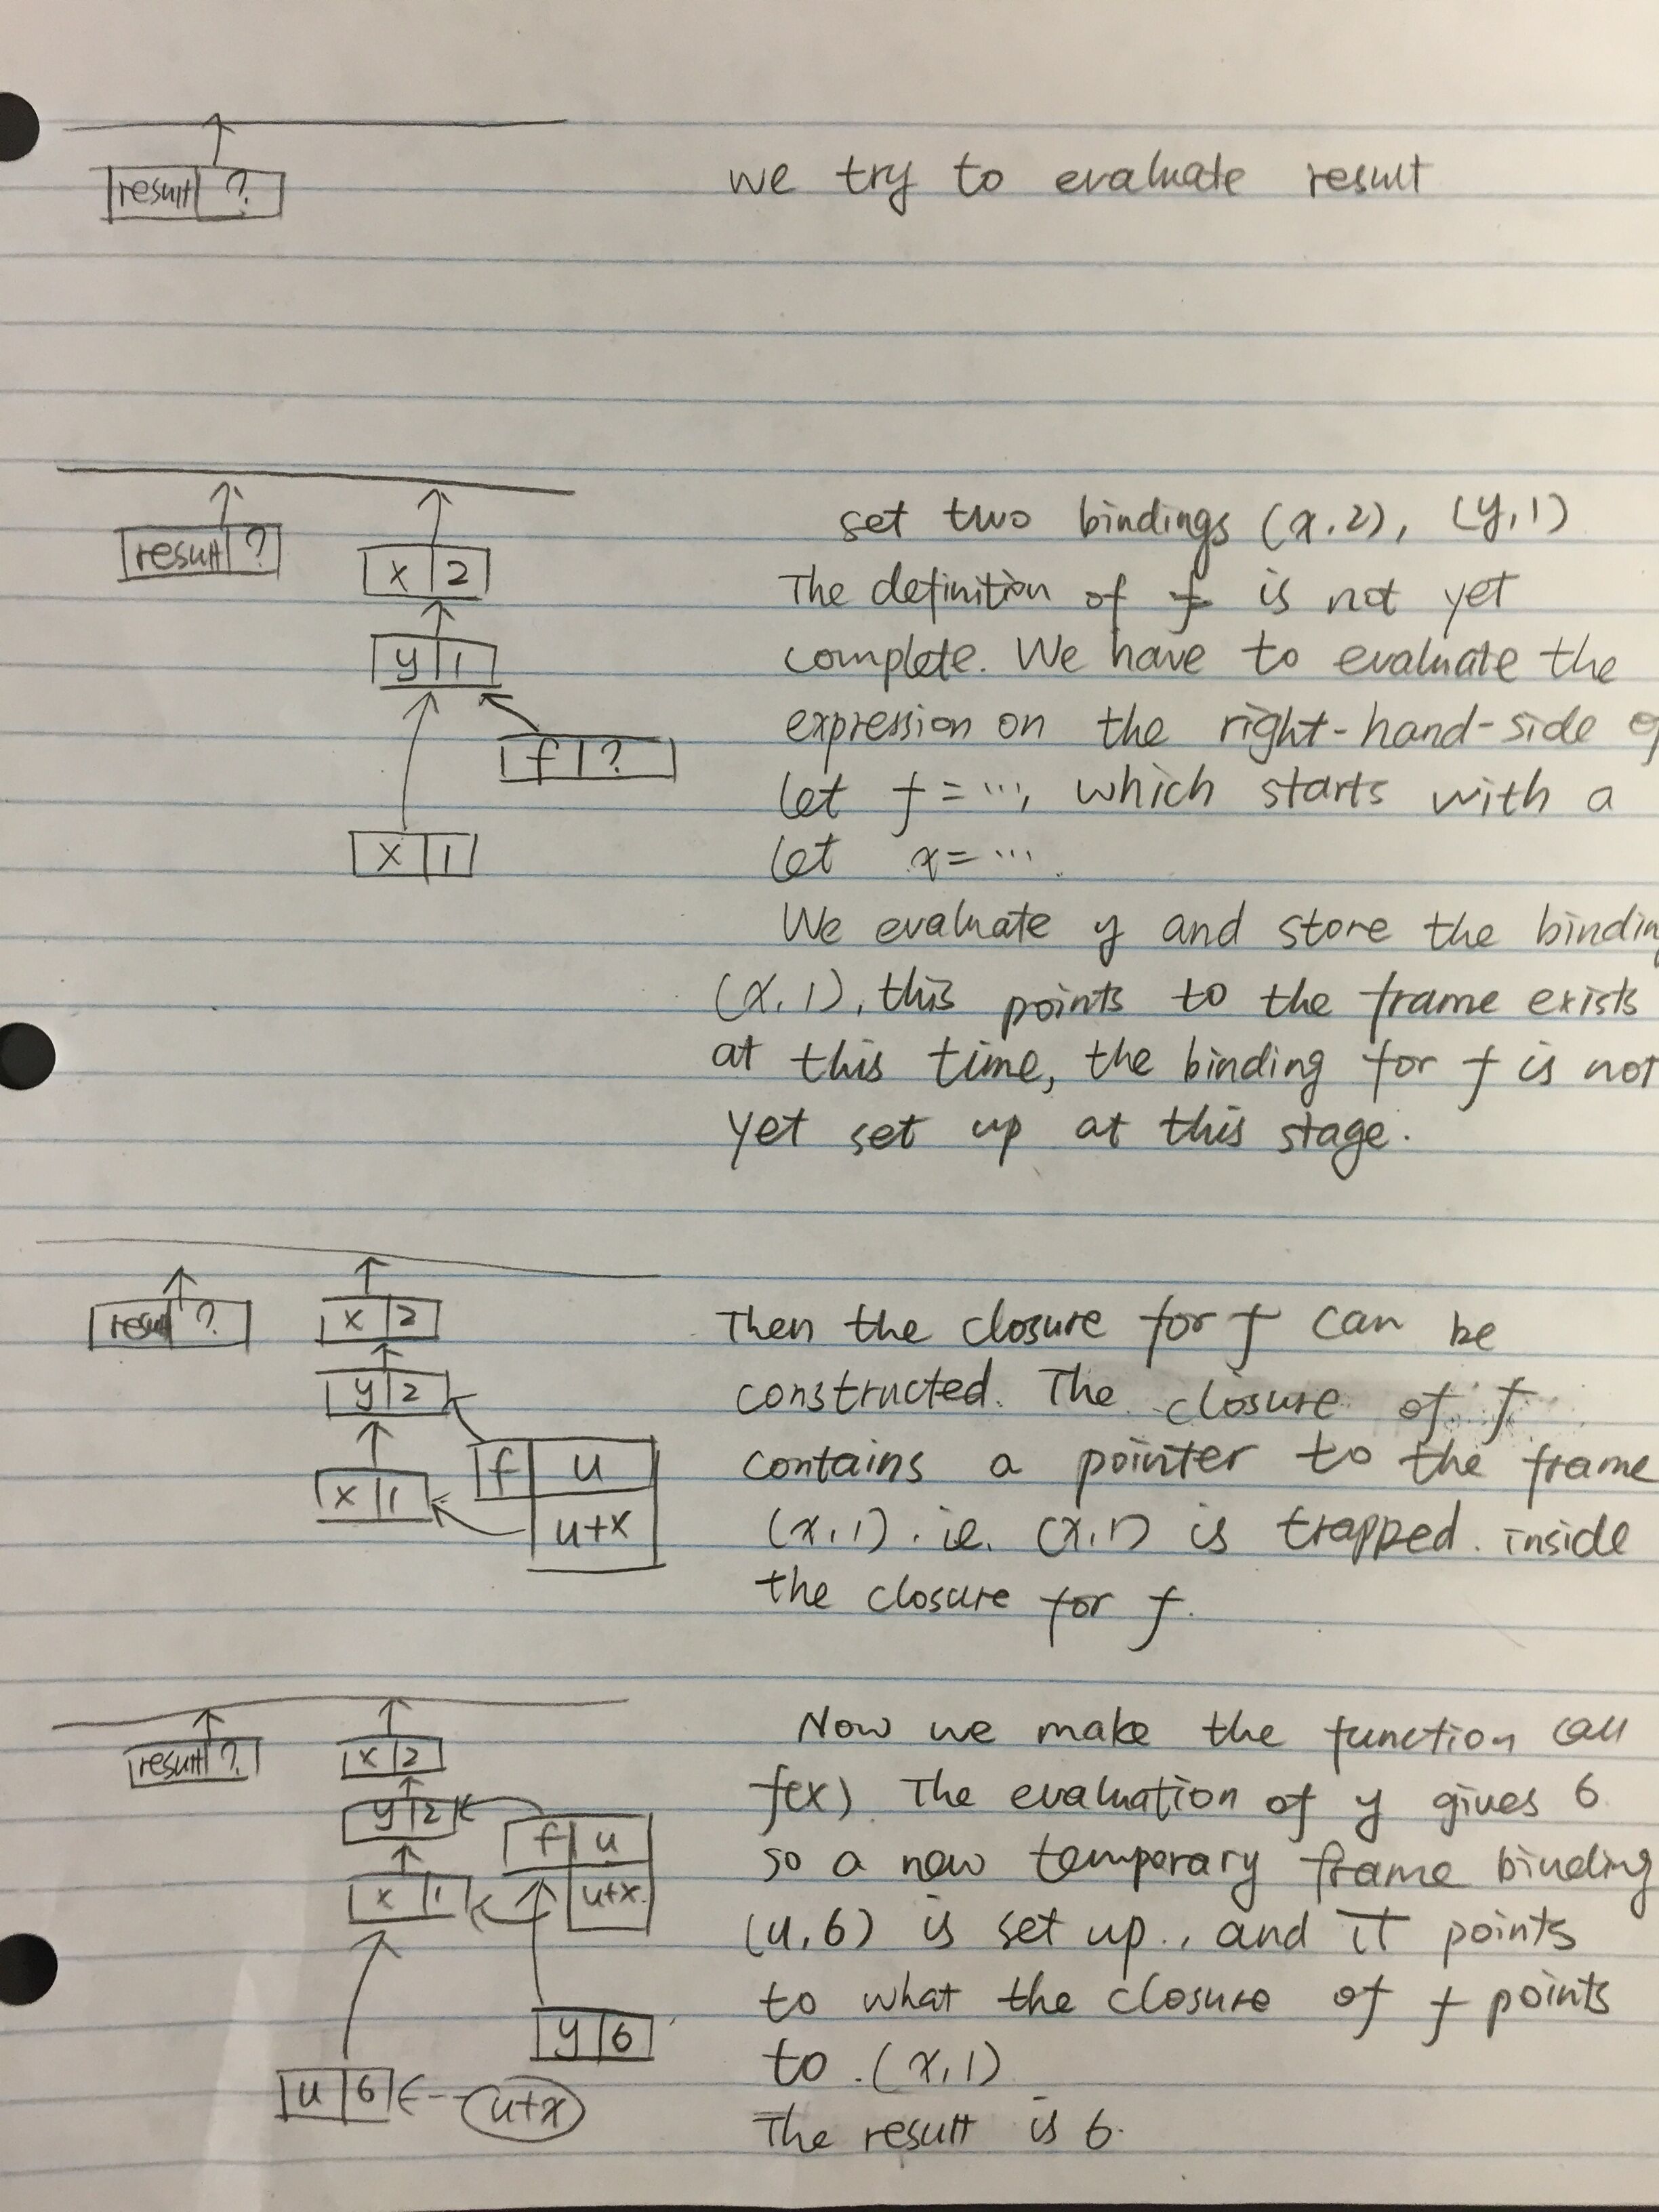 result ?
we try to evaluate result
result ?
x 2
y 1
f ?
x 1
set two bindings (x.2), (y,1)
The definition of f is not yet
complete. We have to evaluate the
expression on the right-hand-side
let f = ..., which starts with a
let x = ....
We evaluate y and store the
(x,1), this points to the frame exists
at this time, the binding for f is not
yet set up at this stage.
?
x 2
y 2
f u
x 1
u+x
Then the closure for f can be
constructed. The closure of f
contains a pointer to the frame
(x,1). ie. (x,1) is trapped. inside
the closure for f.
result ?
x 2
y 2
f u
x 1
u+x
y 6
u 6
u+x
Now we make the function call
f(x) The evaluation of y gives 6
so a new temporary frame binding
(u,6) is set up., and it points
to what the closure of f points
to .(x,1)
The result is 6.